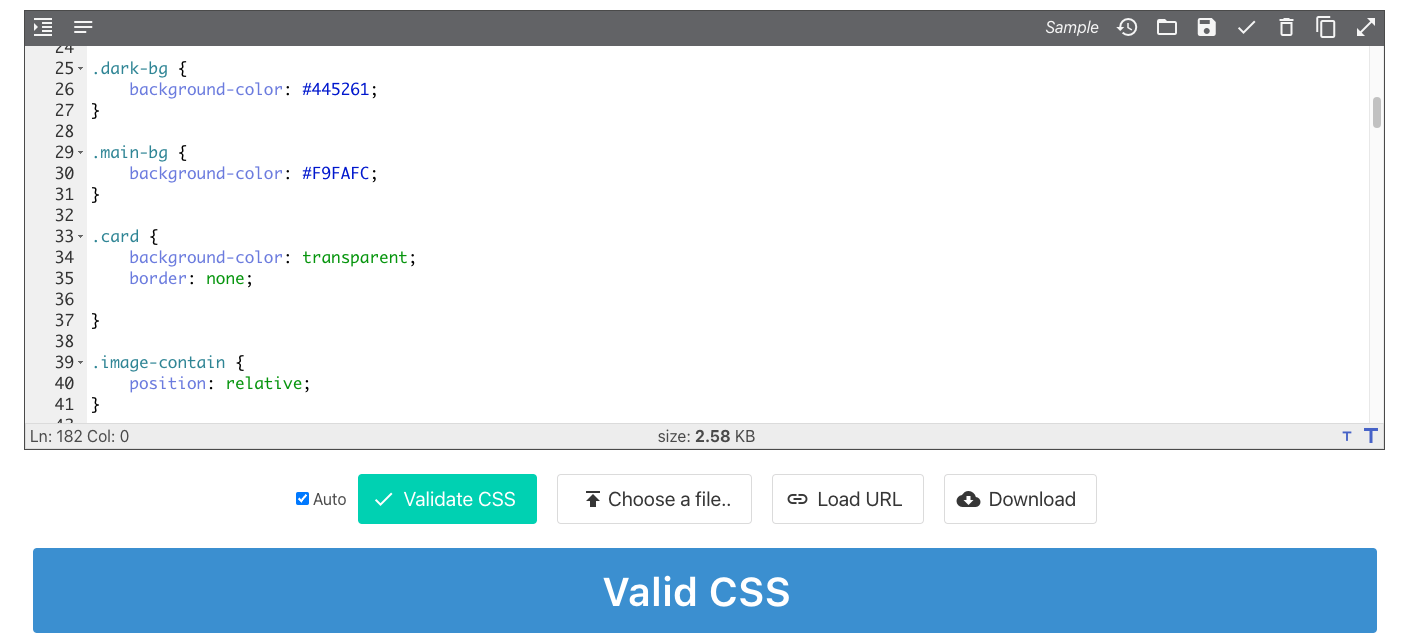 Sample
24
25 .dark-bg {
26     background-color: #445261;
27 }
28
29 .main-bg {
30     background-color: #F9FAFC;
31 }
32
33 .card {
34     background-color: transparent;
35     border: none;
36
37 }
38
39 .image-contain {
40     position: relative;
41 }
Ln: 182 Col: 0 size: 2.58 KB T T
Auto Validate CSS Choose a file.. Load URL Download
Valid CSS